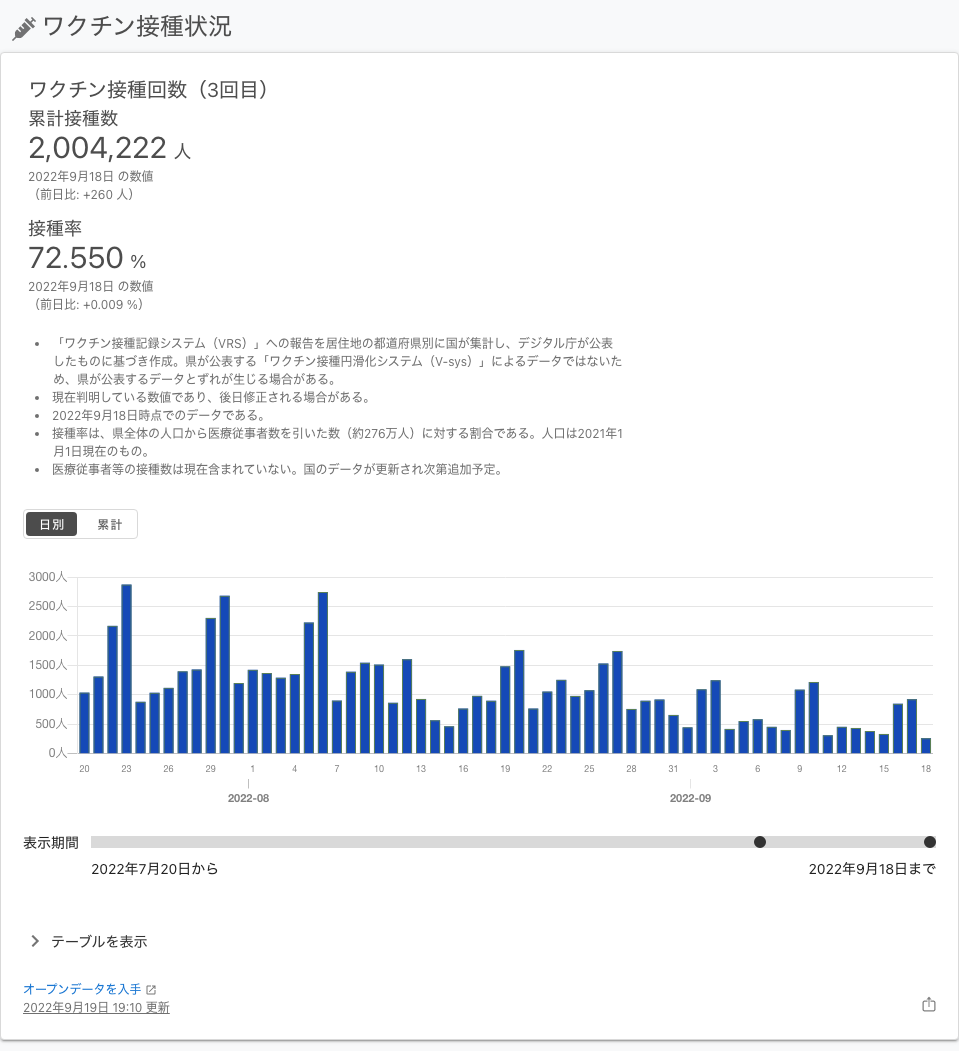 ワクチン接種状況
ワクチン接種回数（3回目）
累計接種数
2,004,222 人
2022年9月18日 の数値
（前日比: +260 人）
接種率
72.550 %
2022年9月18日 の数値
（前日比: +0.009 %）
• 「ワクチン接種記録システム（VRS）」への報告を居住地の都道府県別に国が集計し、デジタル庁が公表
したものに基づき作成。県が公表する「ワクチン接種円滑化システム（V-sys）」によるデータではないた
め、県が公表するデータとずれが生じる場合がある。
• 現在判明している数値であり、後日修正される場合がある。
• 2022年9月18日時点でのデータである。
• 接種率は、県全体の人口から医療従事者数を引いた数（約276万人）に対する割合である。人口は2021年1
月1日現在のもの。
• 医療従事者等の接種数は現在含まれていない。国のデータが更新され次第追加予定。
日別 累計
3000人
2500人
2000人
1500人
1000人
500人
0人
20 23 26 29 1 4 7 10 13 16 19 22 25 28 31 3 6 9 12 15 18
2022-08 2022-09
表示期間
2022年7月20日から 2022年9月18日まで
テーブルを表示
オープンデータを入手
2022年9月19日 19:10 更新